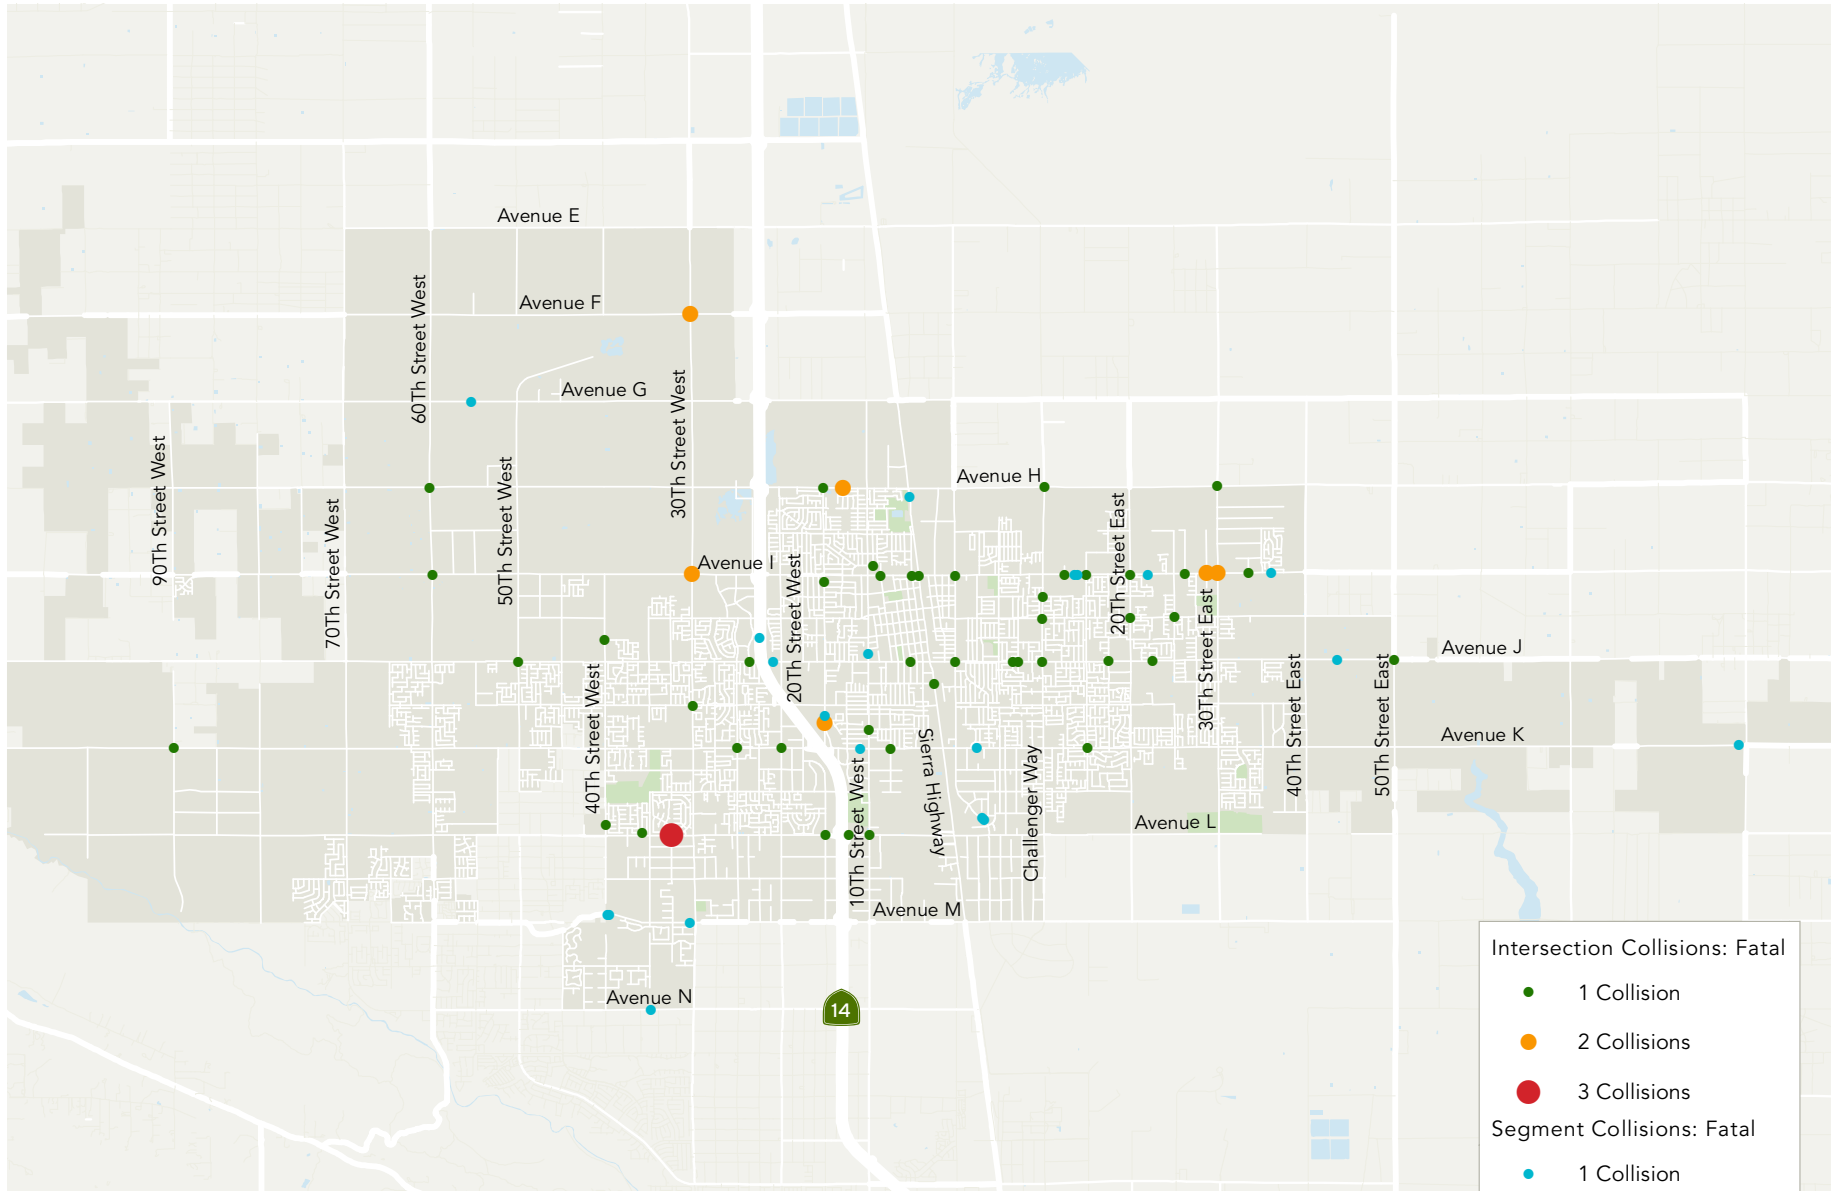 Avenue E
60Th Street West
Avenue F
30Th Street West
Avenue G
90Th Street West
50Th Street West
Avenue H
70Th Street West
20Th Street East
Avenue I
20Th Street West
30Th Street East
Avenue J
40Th Street West
40Th Street East
50Th Street East
Avenue K
Sierra Highway
Challenger Way
10Th Street West
Avenue L
Avenue M
Avenue N
14
Intersection Collisions: Fatal
1 Collision
2 Collisions
3 Collisions
Segment Collisions: Fatal
1 Collision